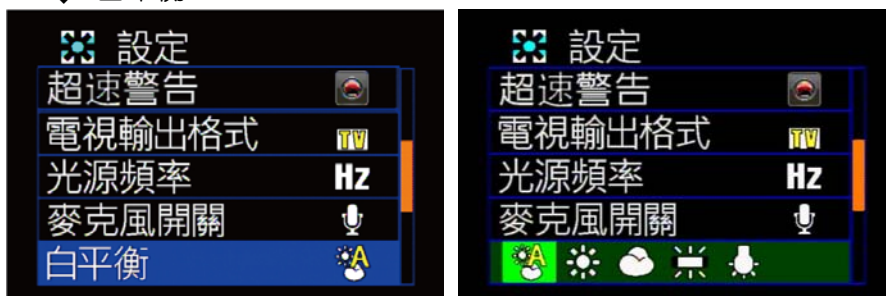 設定
超速警告
電視輸出格式 TV
光源頻率 Hz
麥克風開關
白平衡 A
設定
超速警告
電視輸出格式 TV
光源頻率 Hz
麥克風開關
A